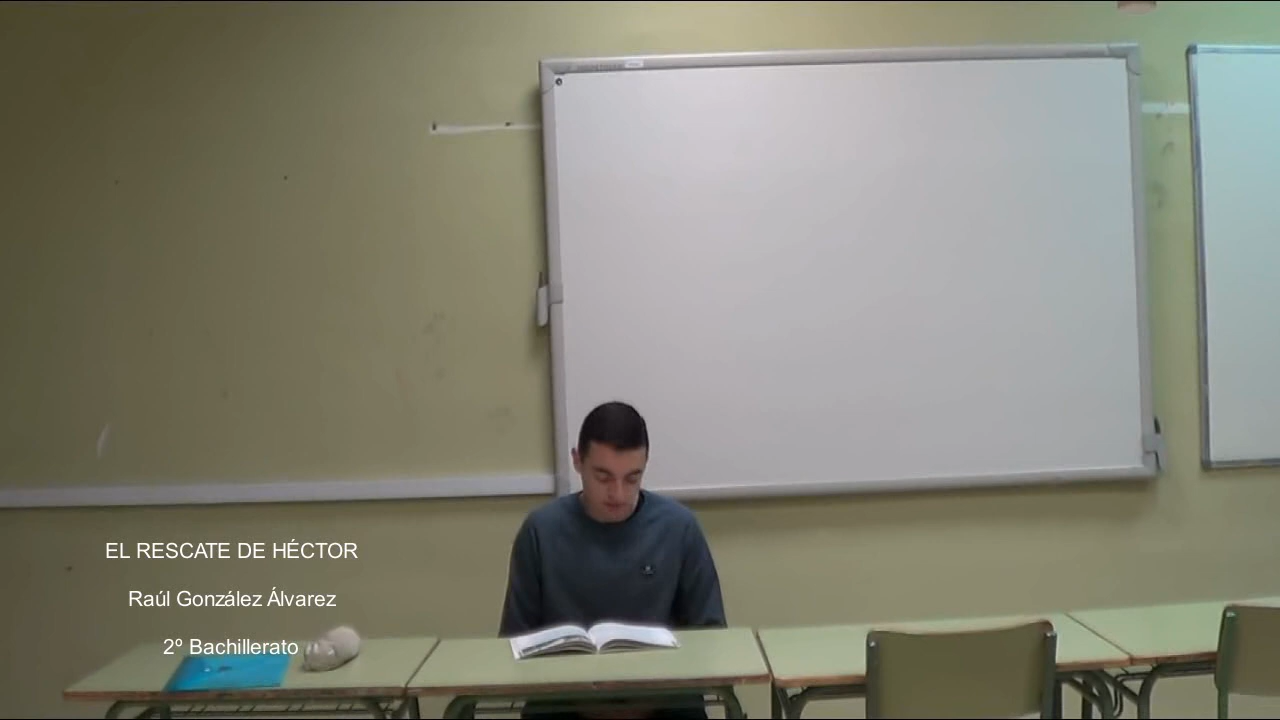 EL RESCATE DE HÉCTOR
Raúl González Álvarez
2º Bachillerato